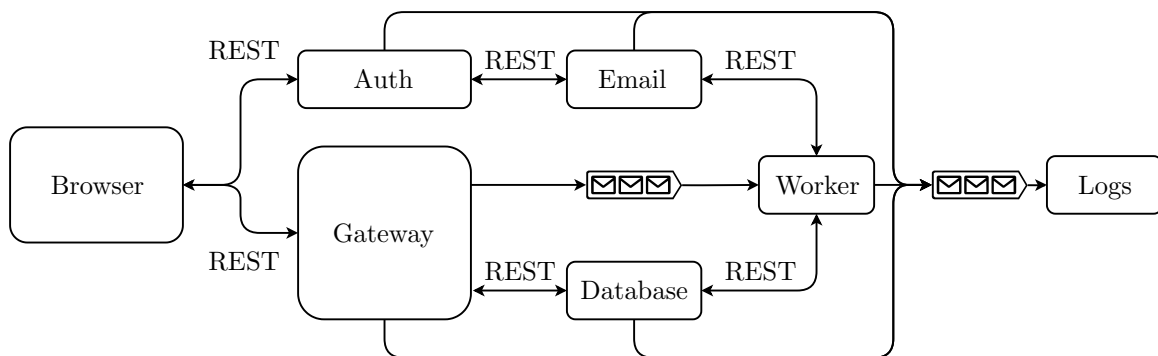 REST
REST
REST
Auth
Email
Browser
Worker
Logs
Gateway
REST
REST
REST
Database